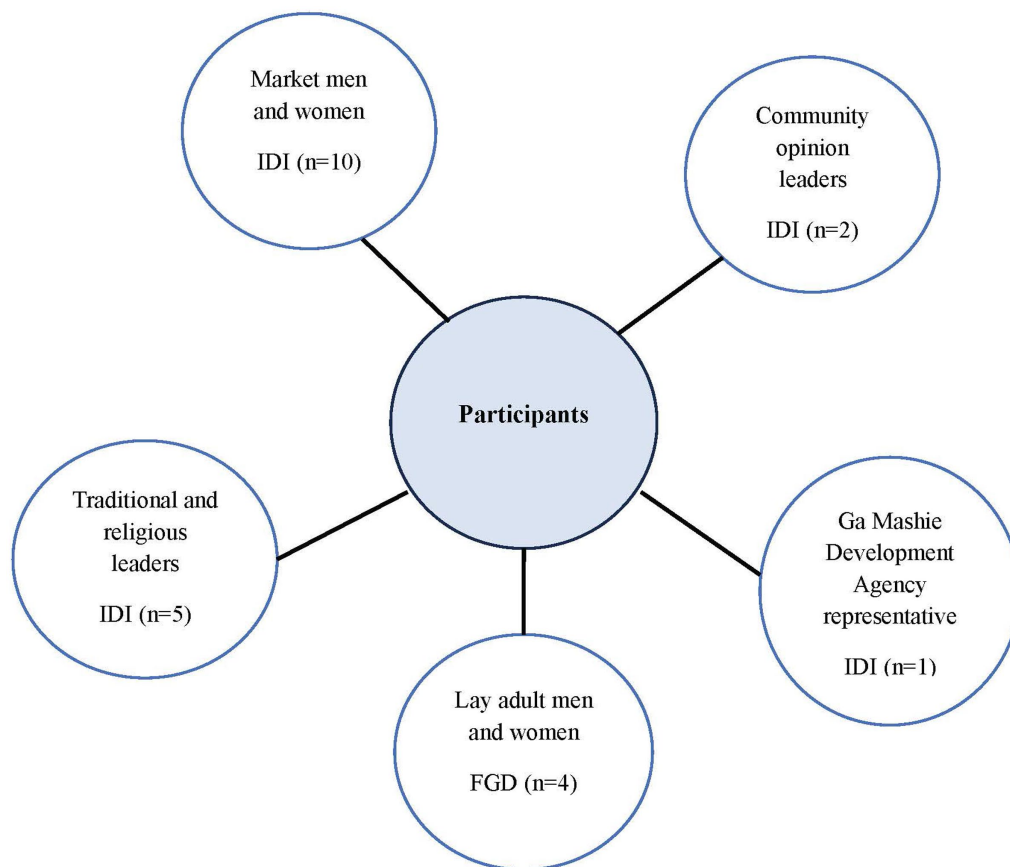 Market men
and women
IDI (n=10)
Community
opinion
leaders
IDI (n=2)
Participants
Traditional and
religious
leaders
IDI (n=5)
Ga Mashie
Development
Agency
representative
IDI (n=1)
Lay adult men
and women
FGD (n=4)